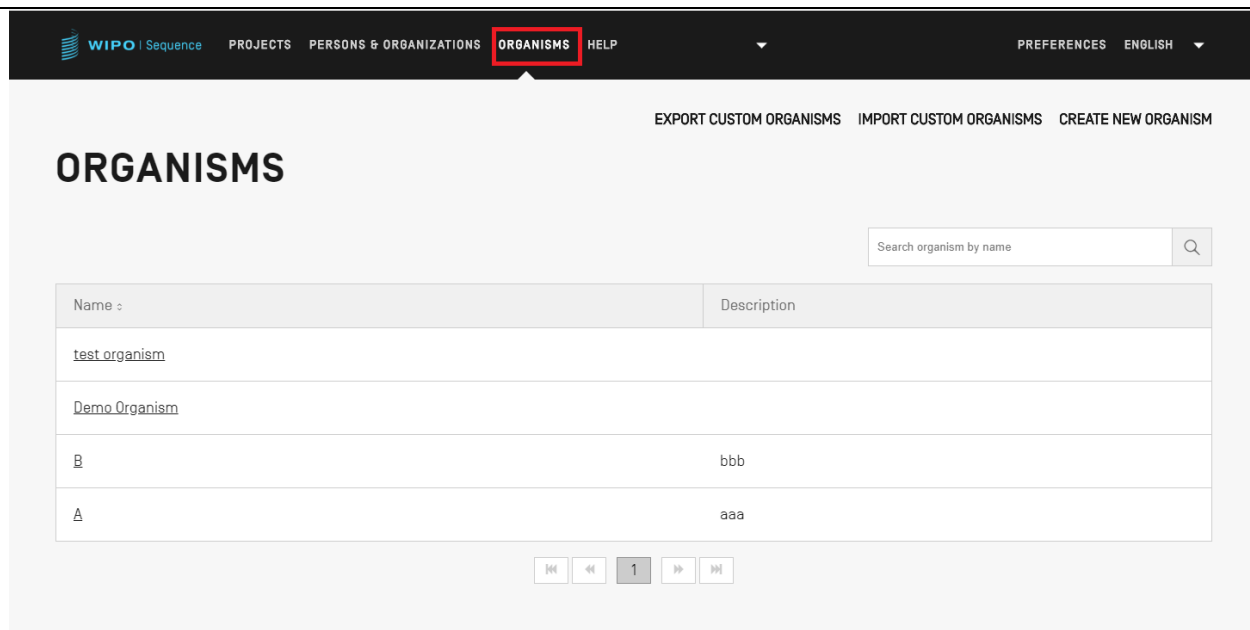 WIPO | Sequence PROJECTS PERSONS & ORGANIZATIONS ORGANISMS HELP PREFERENCES ENGLISH
EXPORT CUSTOM ORGANISMS IMPORT CUSTOM ORGANISMS CREATE NEW ORGANISM
ORGANISMS
Search organism by name
Name Description
test organism
Demo Organism
B bbb
A aaa
1